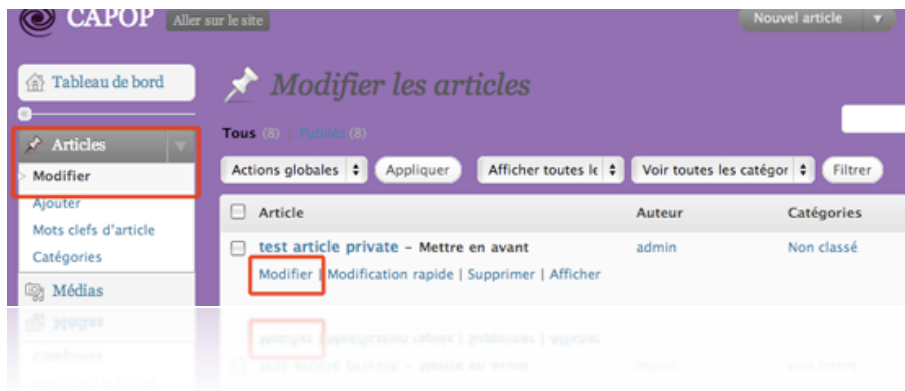 CAPOP Aller sur le site
Nouvel article
Tableau de bord
Modifier les articles
Articles
Tous (8) | Publiés (8)
Modifier
Actions globales Appliquer Afficher toutes le Voir toutes les catégor Filtrer
Ajouter
Mots clefs d'article
Catégories
Médias
Article Auteur Catégories
test article private – Mettre en avant admin Non classé
Modifier | Modification rapide | Supprimer | Afficher